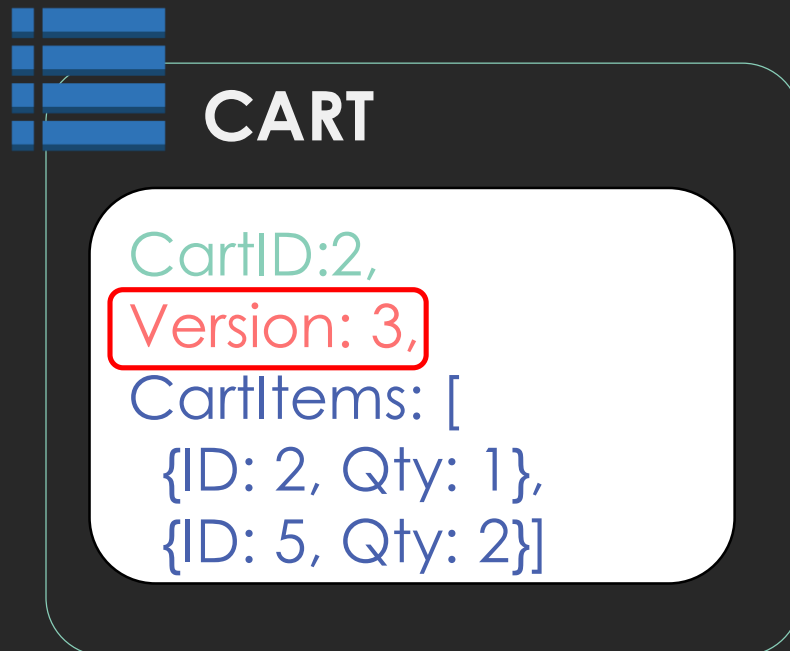 CART
CartID:2,
Version: 3,
CartItems: [
{ID: 2, Qty: 1},
{ID: 5, Qty: 2}]